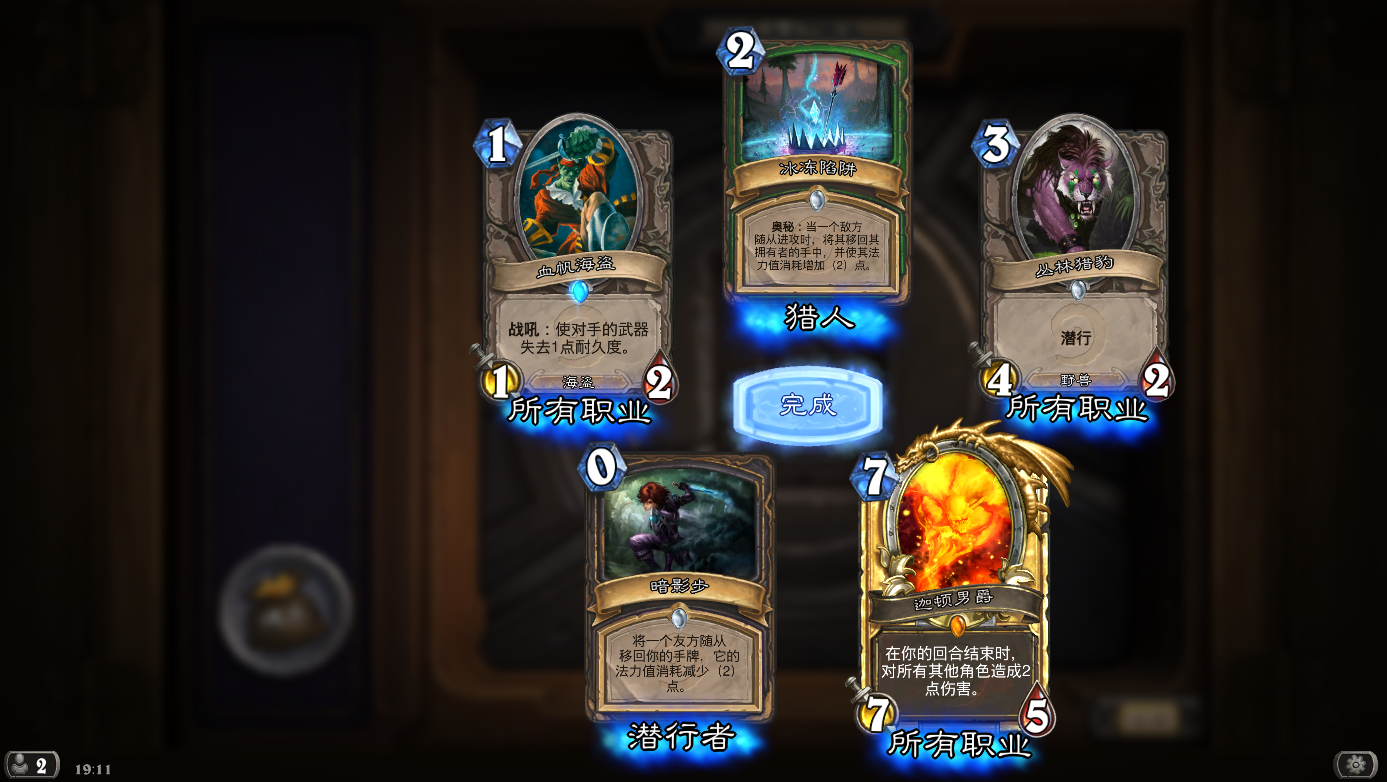 2
冰冻陷阱
奥秘：当一个敌方
随从进攻时，将其移回其
拥有者的手中，并使其法
力值消耗增加（2）点。
猎人
1
血帆海盗
战吼：使对手的武器
失去1点耐久度。
1
海盗
2
所有职业
3
丛林猎豹
潜行
4
野兽
2
所有职业
完成
0
暗影步
将一个友方随从
移回你的手牌，它的
法力值消耗减少（2）
点。
潜行者
7
迦顿男爵
在你的回合结束时，
对所有其他角色造成2
点伤害。
7
5
所有职业
2
19:11